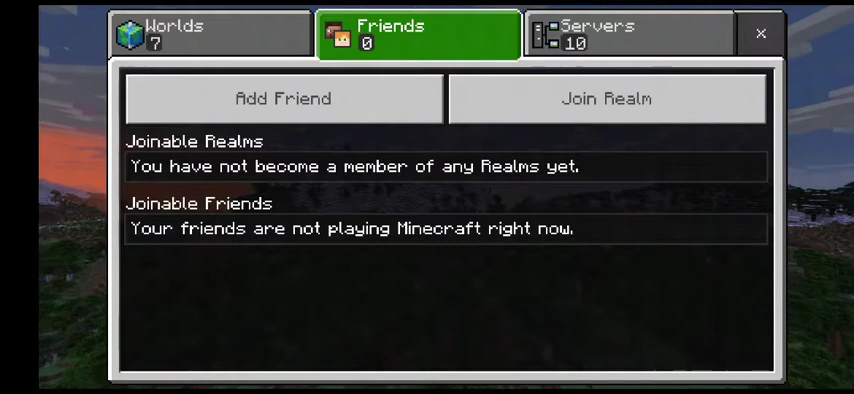 Worlds
7
Friends
0
Servers
10
Add Friend
Join Realm
Joinable Realms
You have not become a member of any Realms yet.
Joinable Friends
Your friends are not playing Minecraft right now.